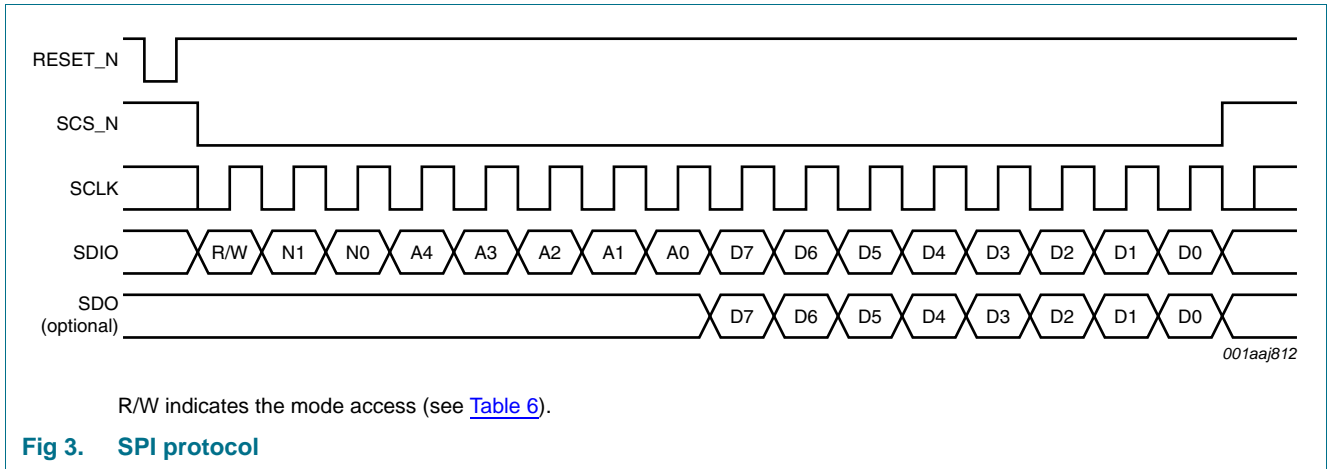 RESET_N
SCS_N
SCLK
SDIO R/W N1 N0 A4 A3 A2 A1 A0 D7 D6 D5 D4 D3 D2 D1 D0
SDO
(optional) D7 D6 D5 D4 D3 D2 D1 D0
001aaj812
R/W indicates the mode access (see Table 6).
Fig 3. SPI protocol